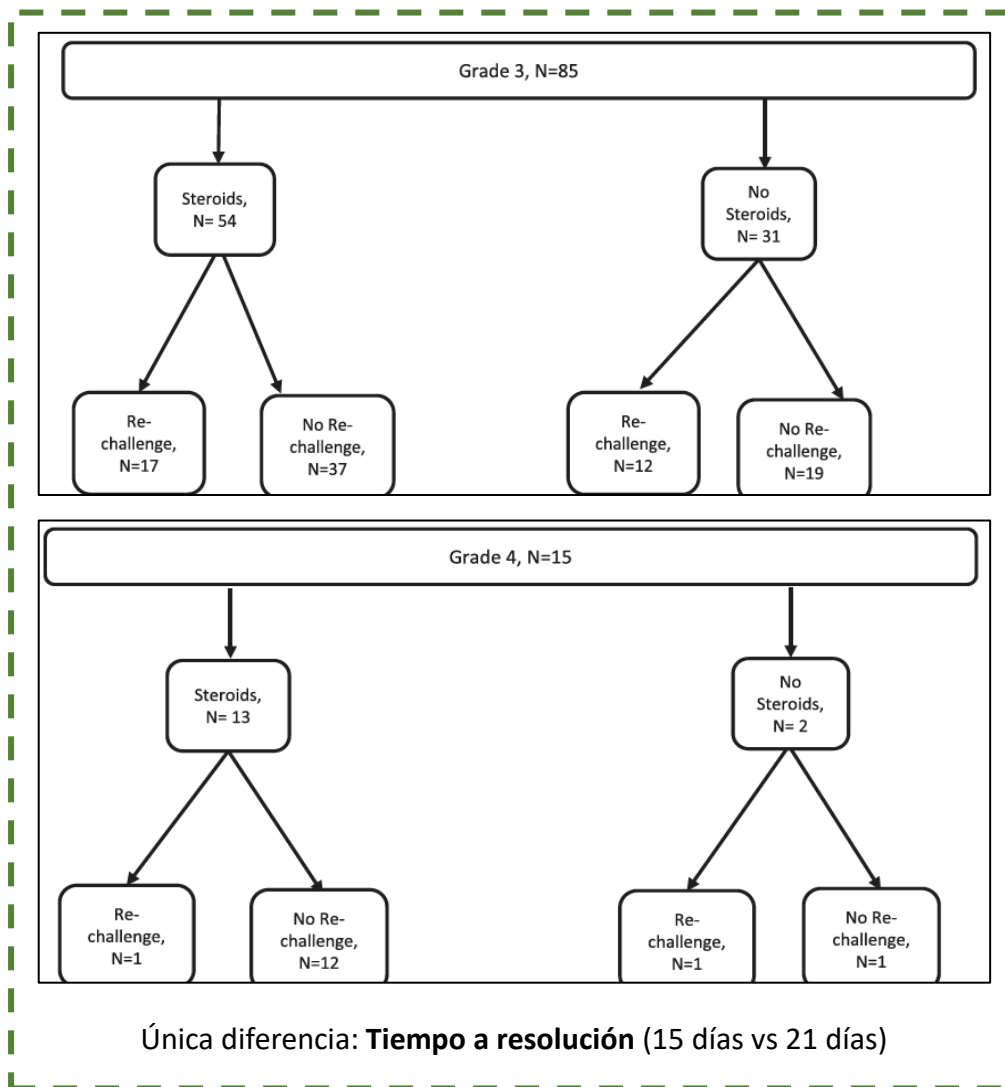 Grade 3, N=85
Steroids,
N= 54
No
Steroids,
N= 31
Re-
challenge,
N=17
No Re-
challenge,
N=37
Re-
challenge,
N=12
No Re-
challenge,
N=19
Grade 4, N=15
Steroids,
N= 13
No
Steroids,
N= 2
Re-
challenge,
N=1
No Re-
challenge,
N=12
Re-
challenge,
N=1
No Re-
challenge,
N=1
Única diferencia: Tiempo a resolución (15 días vs 21 días)